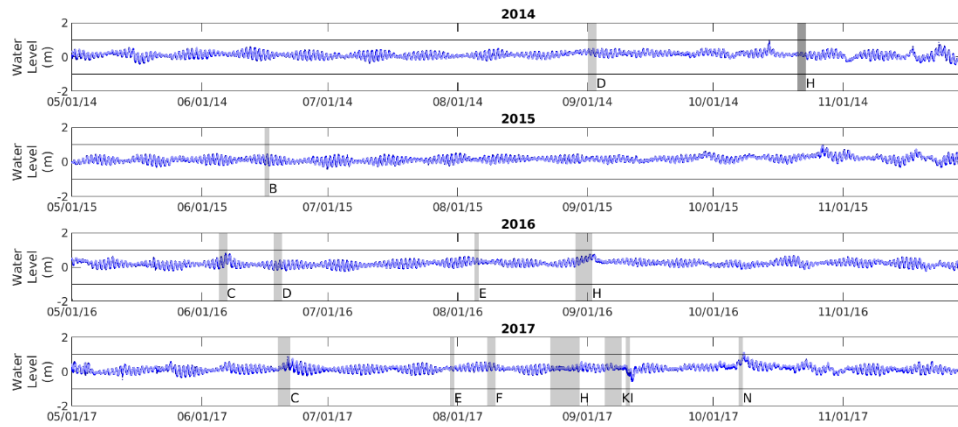 2014
2
0
-2
Water
Level
(m)
D
H
05/01/14 06/01/14 07/01/14 08/01/14 09/01/14 10/01/14 11/01/14
2015
2
0
-2
Water
Level
(m)
B
05/01/15 06/01/15 07/01/15 08/01/15 09/01/15 10/01/15 11/01/15
2016
2
0
-2
Water
Level
(m)
C D E H
05/01/16 06/01/16 07/01/16 08/01/16 09/01/16 10/01/16 11/01/16
2017
2
0
-2
Water
Level
(m)
C E F H KI N
05/01/17 06/01/17 07/01/17 08/01/17 09/01/17 10/01/17 11/01/17